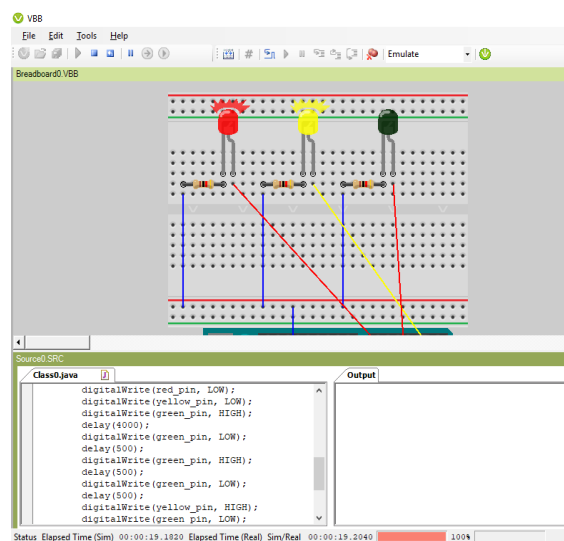 VBB
File Edit Tools Help
# Emulate
Breadboard0.VBB
Source0.SRC
Class0.java J Output
digitalWrite(red_pin, LOW);
digitalWrite(yellow_pin, LOW);
digitalWrite(green_pin, HIGH);
delay(4000);
digitalWrite(green_pin, LOW);
delay(500);
digitalWrite(green_pin, HIGH);
delay(500);
digitalWrite(green_pin, LOW);
delay(500);
digitalWrite(yellow_pin, HIGH);
digitalWrite(green_pin, LOW);
Status Elapsed Time (Sim) 00:00:19.1820 Elapsed Time (Real) Sim/Real 00:00:19.2040 100%